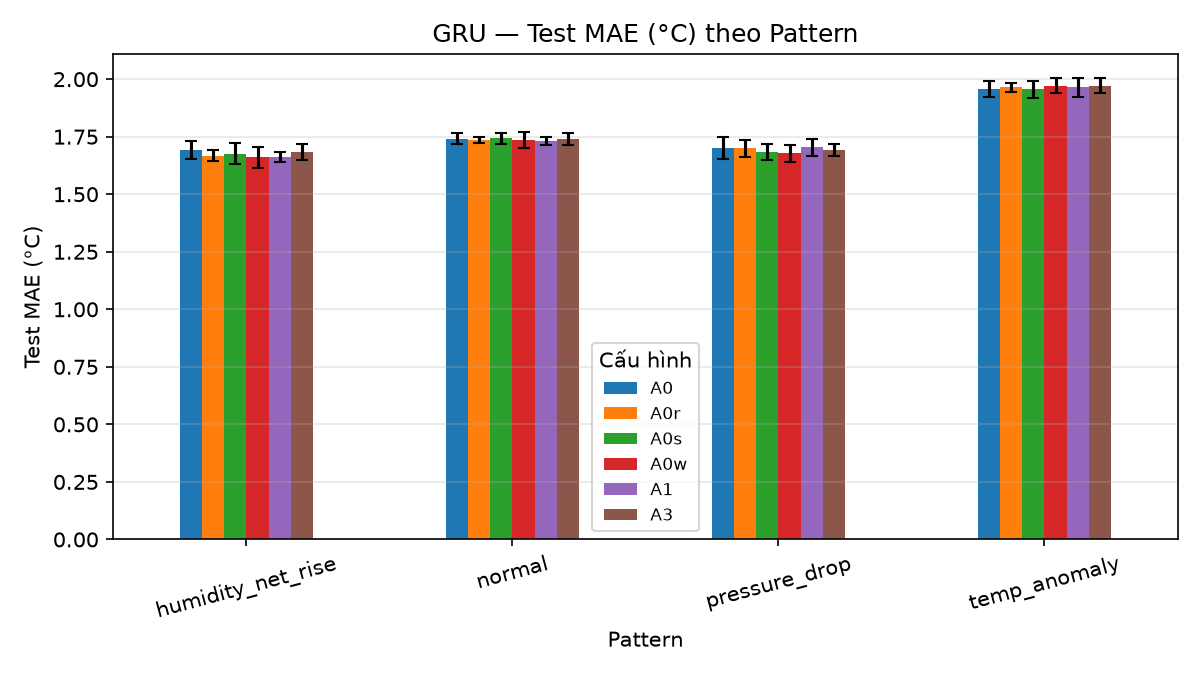 GRU — Test MAE (°C) theo Pattern
Test MAE (°C)
2.00
1.75
1.50
1.25
1.00
0.75
0.50
0.25
0.00
Cấu hình
A0
A0r
A0s
A0w
A1
A3
humidity_net_rise
normal
pressure_drop
temp_anomaly
Pattern